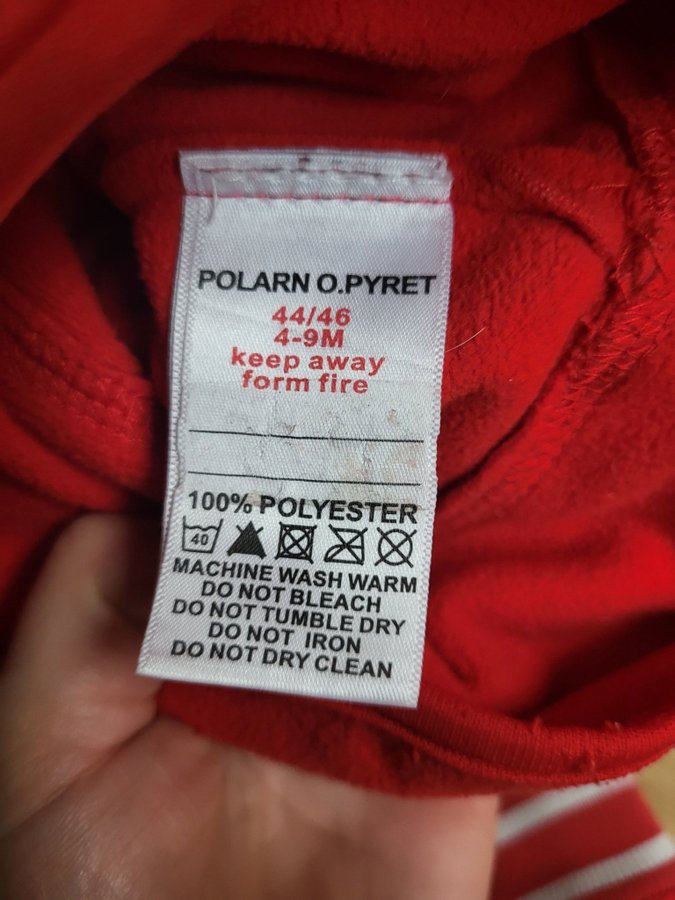 POLARN O.PYRET
44/46
4-9M
keep away
form fire
100% POLYESTER
40
MACHINE WASH WARM
DO NOT BLEACH
DO NOT TUMBLE DRY
DO NOT IRON
DO NOT DRY CLEAN